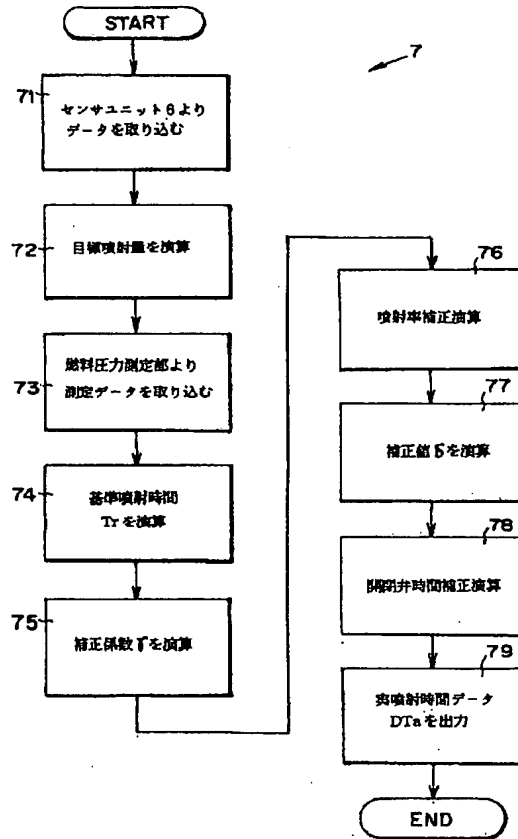 START
7
71
センサユニット6より
データを取り込む
72
目標噴射量を演算
73
燃料圧力測定部より
測定データを取り込む
74
基準噴射時間
Trを演算
75
補正係数γを演算
76
噴射率補正演算
77
補正値δを演算
78
開閉弁時間補正演算
79
実噴射時間データ
DTaを出力
END